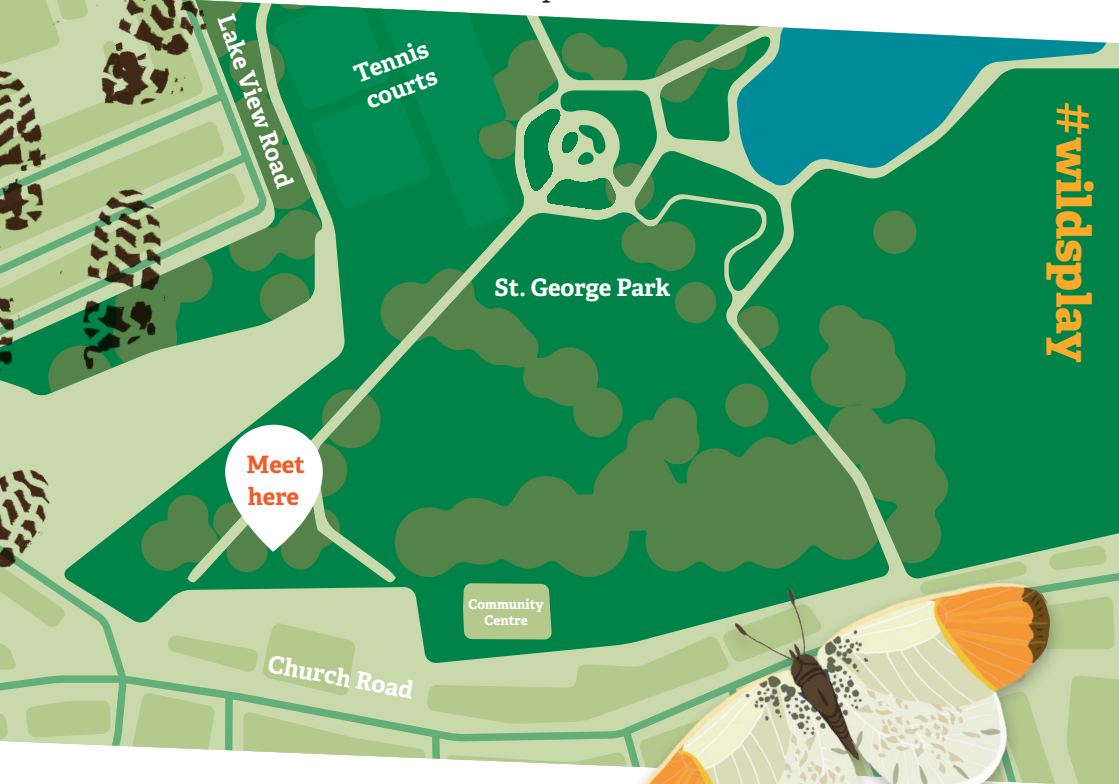 Lake View Road
Tennis
courts
#wildsplay
St. George Park
Meet
here
Community
Centre
Church Road